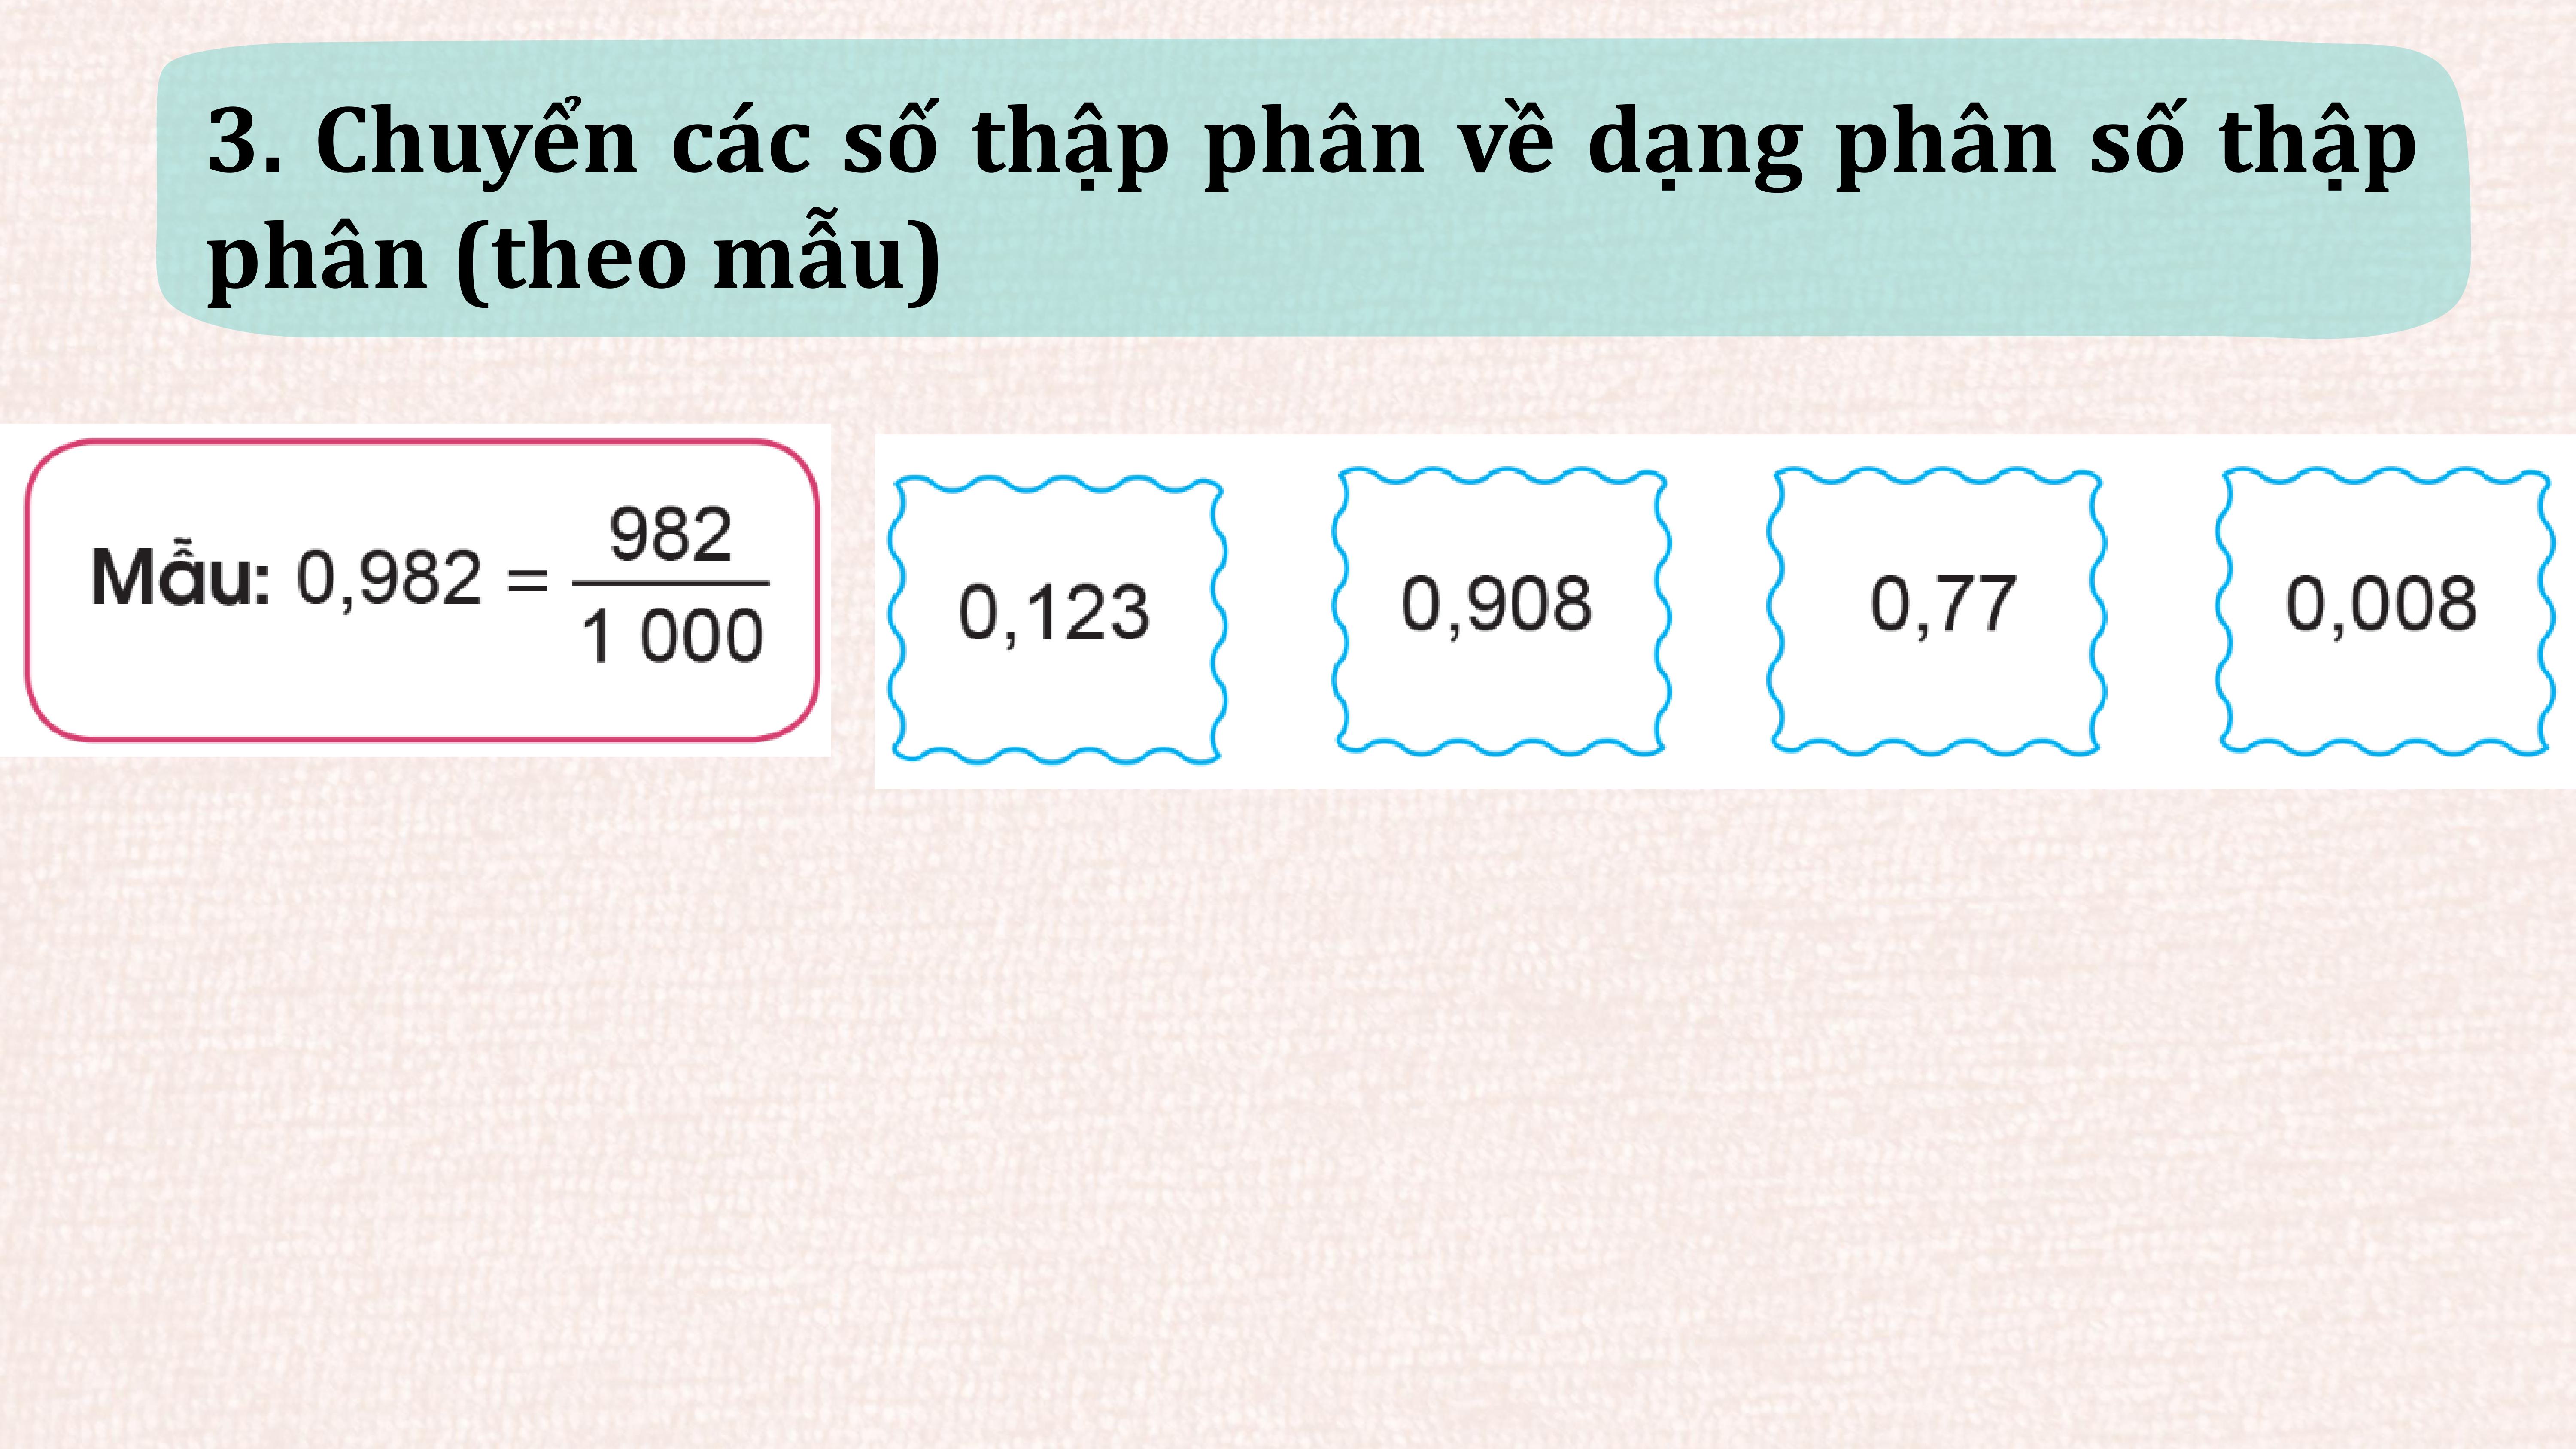 3. Chuyển các số thập phân về dạng phân số thập
phân (theo mẫu)
Mẫu: 0,982 = 982/1 000
0,123 0,908 0,77 0,008